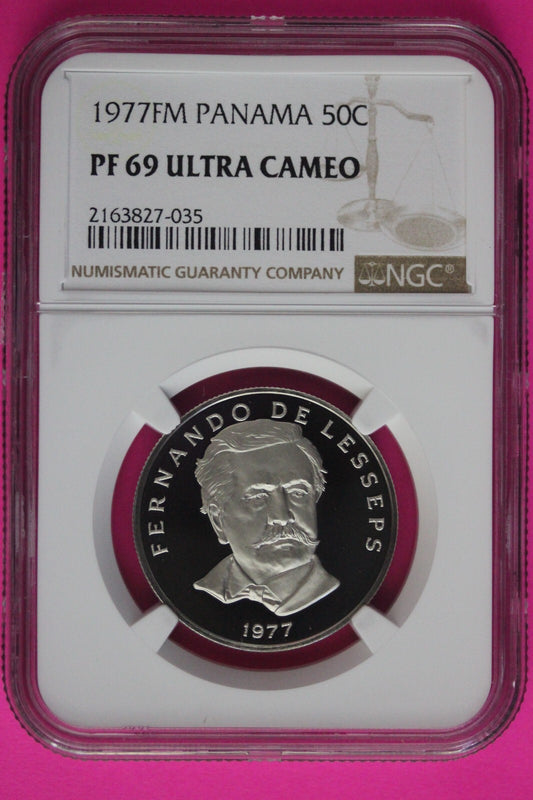 1977FM PANAMA 50C
PF 69 ULTRA CAMEO
2163827-035
NUMISMATIC GUARANTY COMPANY NGC®
FERNANDO DE LESSEPS
1977